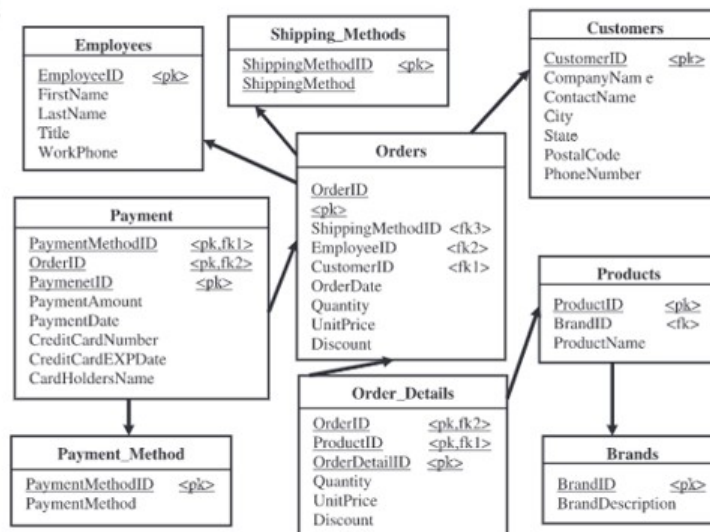 Employees
EmployeeID <pk>
FirstName
LastName
Title
WorkPhone
Shipping_Methods
ShippingMethodID <pk>
ShippingMethod
Customers
CustomerID <pk>
CompanyNam e
ContactName
City
State
PostalCode
PhoneNumber
Orders
OrderID
<pk>
ShippingMethodID <fk3>
EmployeeID <fk2>
CustomerID <fk1>
OrderDate
Quantity
UnitPrice
Discount
Payment
PaymentMethodID <pk,fk1>
OrderID <pk,fk2>
PaymenetID <pk>
PaymentAmount
PaymentDate
CreditCardNumber
CreditCardEXPDate
CardHoldersName
Products
ProductID <pk>
BrandID <fk>
ProductName
Order_Details
OrderID <pk,fk2>
ProductID <pk,fk1>
OrderDetailID <pk>
Quantity
UnitPrice
Discount
Payment_Method
PaymentMethodID <pk>
PaymentMethod
Brands
BrandID <pk>
BrandDescription